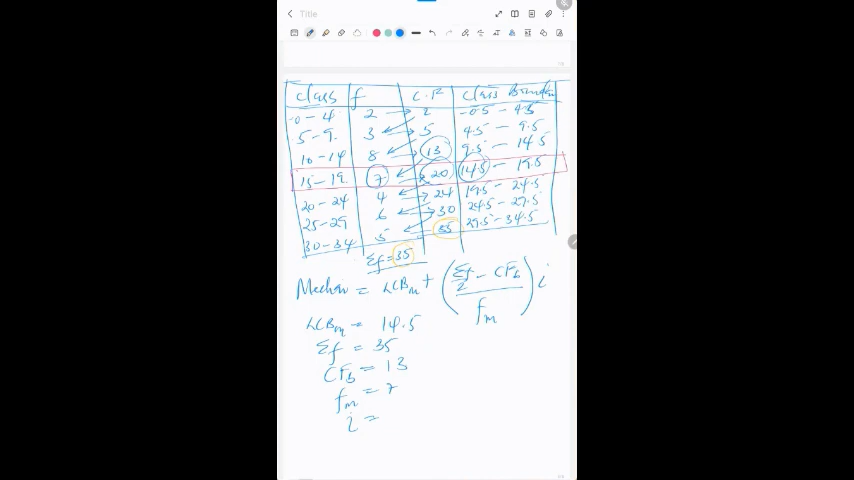 Title
Class f C.F Class Boundary
0 - 4 2 2 -0.5 - 4.5
5 - 9 3 5 4.5 - 9.5
10 - 14 8 13 9.5 - 14.5
15 - 19 7 20 14.5 - 19.5
20 - 24 4 24 19.5 - 24.5
25 - 29 6 30 24.5 - 29.5
30 - 34 5 35 29.5 - 34.5
Σf = 35
Median = LCBm + (Σf/2 - CFb / fm) i
LCBm = 14.5
Σf = 35
CFb = 13
fm = 7
i =